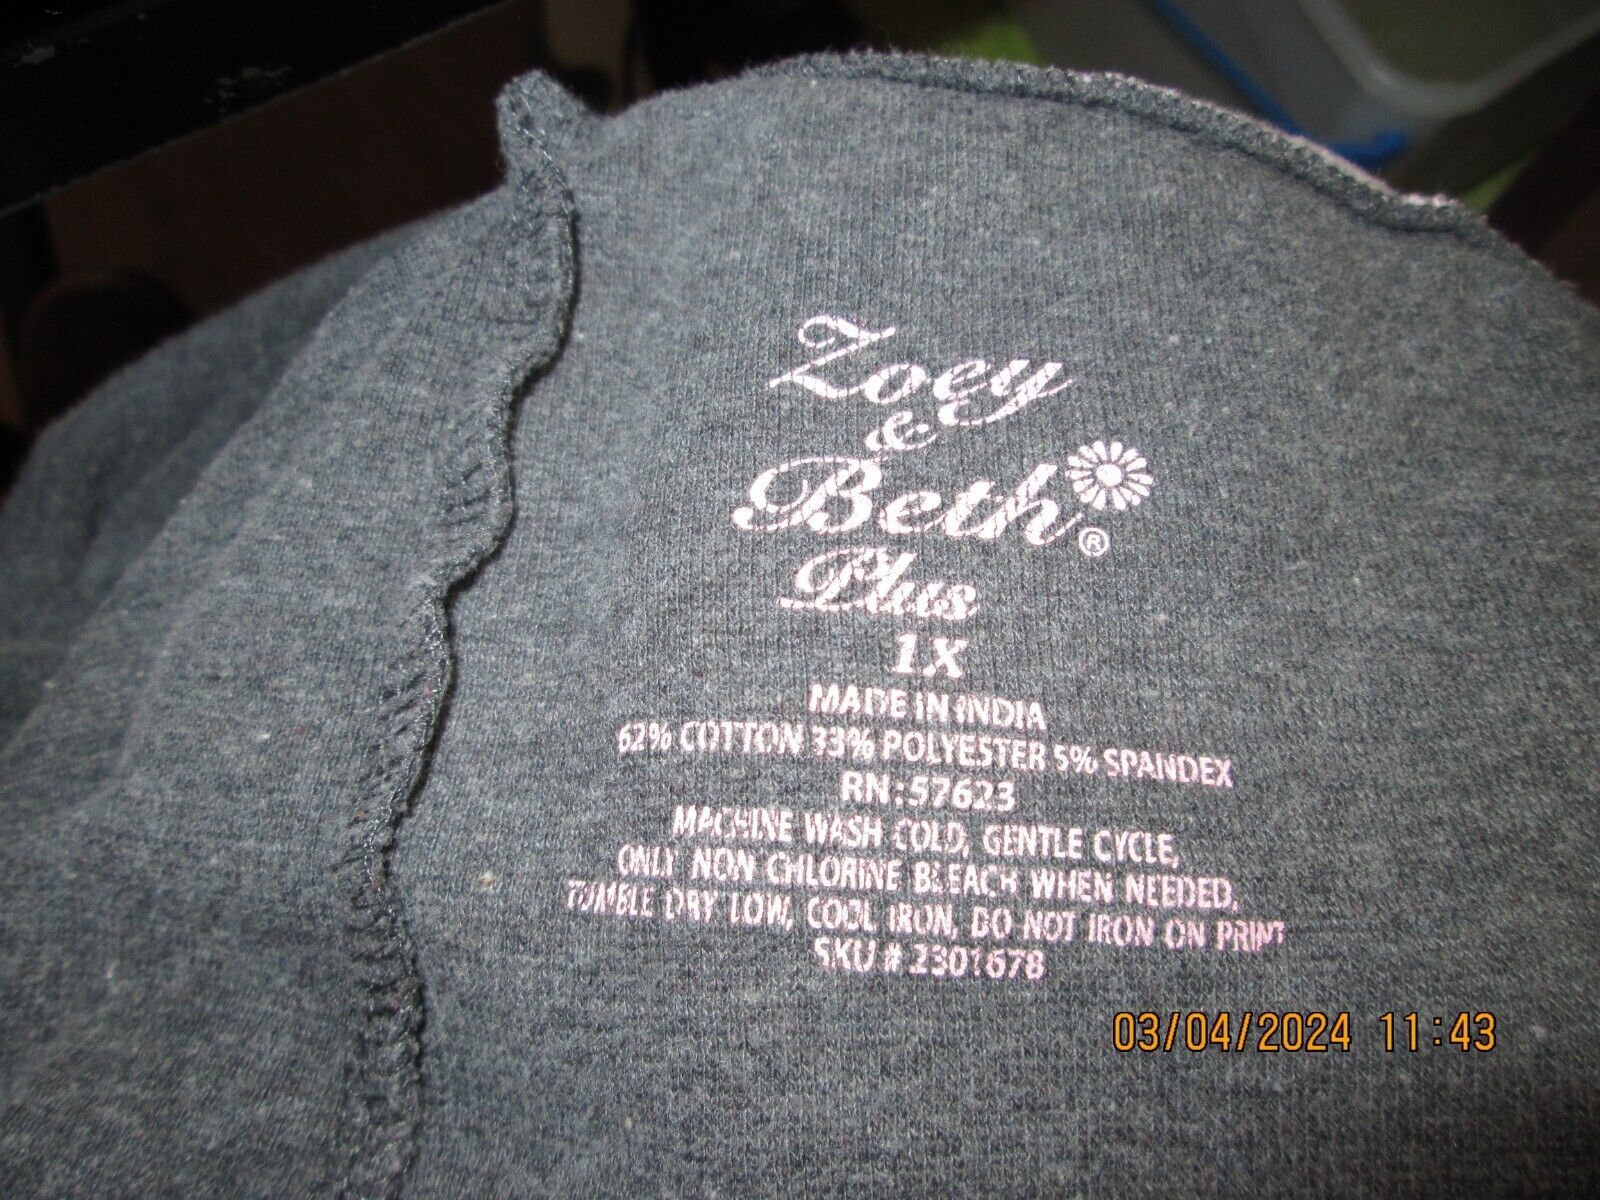 Zoey
&
Beth®
Plus
1X
MADE IN INDIA
62% COTTON 33% POLYESTER 5% SPANDEX
RN:57623
MACHINE WASH COLD, GENTLE CYCLE,
ONLY NON CHLORINE BLEACH WHEN NEEDED,
TUMBLE DRY LOW, COOL IRON, DO NOT IRON ON PRINT
SKU # 2301678
03/04/2024 11:43